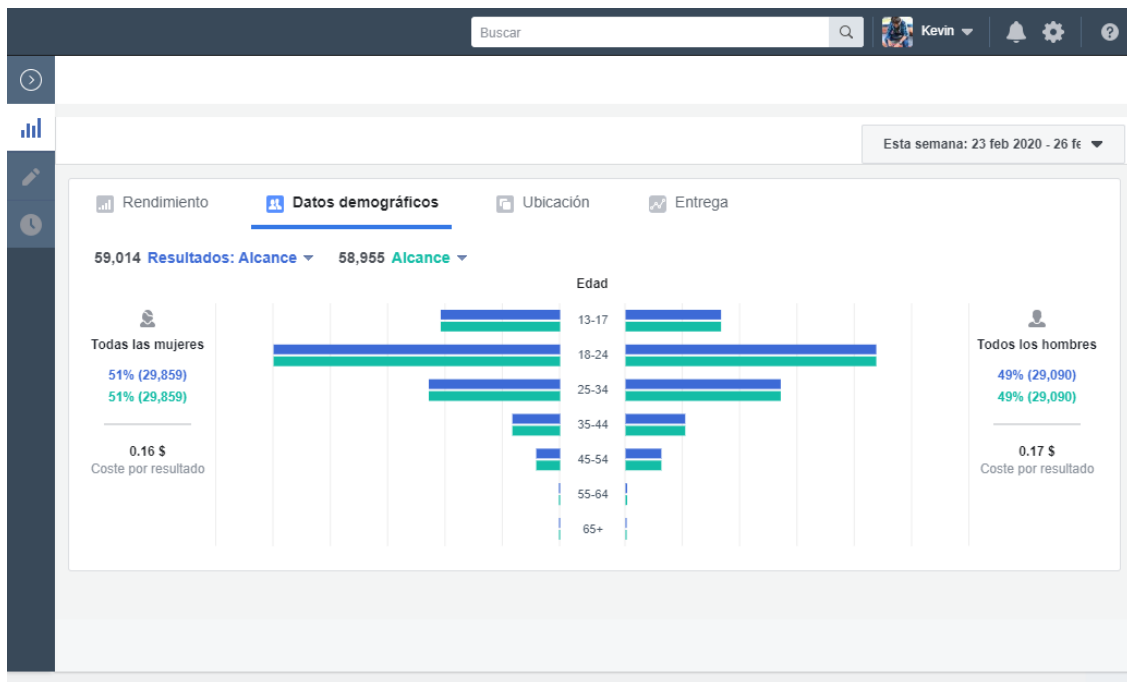 Buscar
Kevin
Esta semana: 23 feb 2020 - 26 fe
Rendimiento
Datos demográficos
Ubicación
Entrega
59,014 Resultados: Alcance
58,955 Alcance
Edad
Todas las mujeres
51% (29,859)
51% (29,859)
0.16 $
Coste por resultado
13-17
18-24
25-34
35-44
45-54
55-64
65+
Todos los hombres
49% (29,090)
49% (29,090)
0.17 $
Coste por resultado